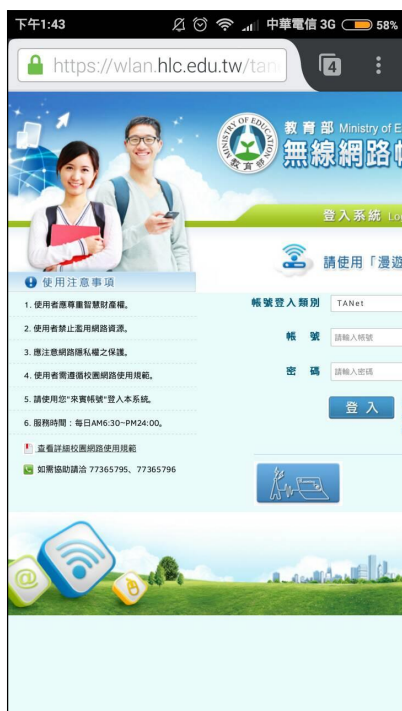 下午1:43
中華電信 3G
58%
https://wlan.hlc.edu.tw/tan
4
MINISTRY OF EDUCATION
教育部
教育部 Ministry of E
無線網路
登入系統 Lo
請使用「漫遊
使用注意事項
1. 使用者應尊重智慧財產權。
2. 使用者禁止濫用網路資源。
3. 應注意網路隱私權之保護。
4. 使用者需遵循校園網路使用規範。
5. 請使用您"來賓帳號"登入本系統。
6. 服務時間：每日AM6:30~PM24:00。
查看詳細校園網路使用規範
如需協助請洽 77365795、77365796
帳號登入類別 TANet
帳 號 請輸入帳號
密 碼 請輸入密碼
登 入
@